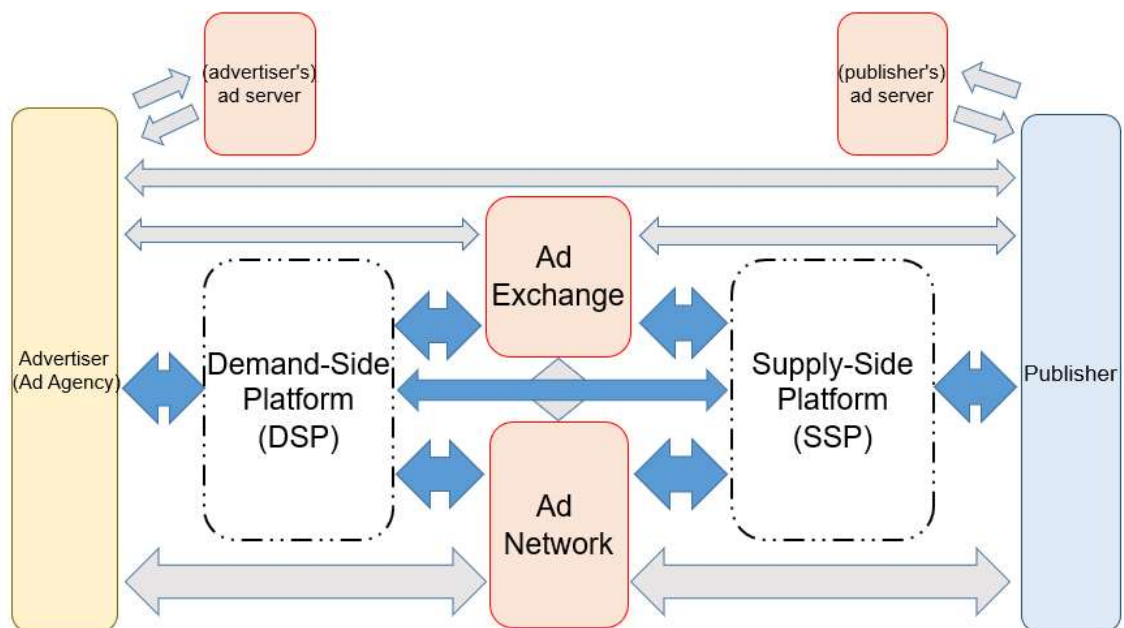 (advertiser's)
ad server
(publisher's)
ad server
Ad
Exchange
Advertiser
(Ad Agency)
Demand-Side
Platform
(DSP)
Supply-Side
Platform
(SSP)
Publisher
Ad
Network